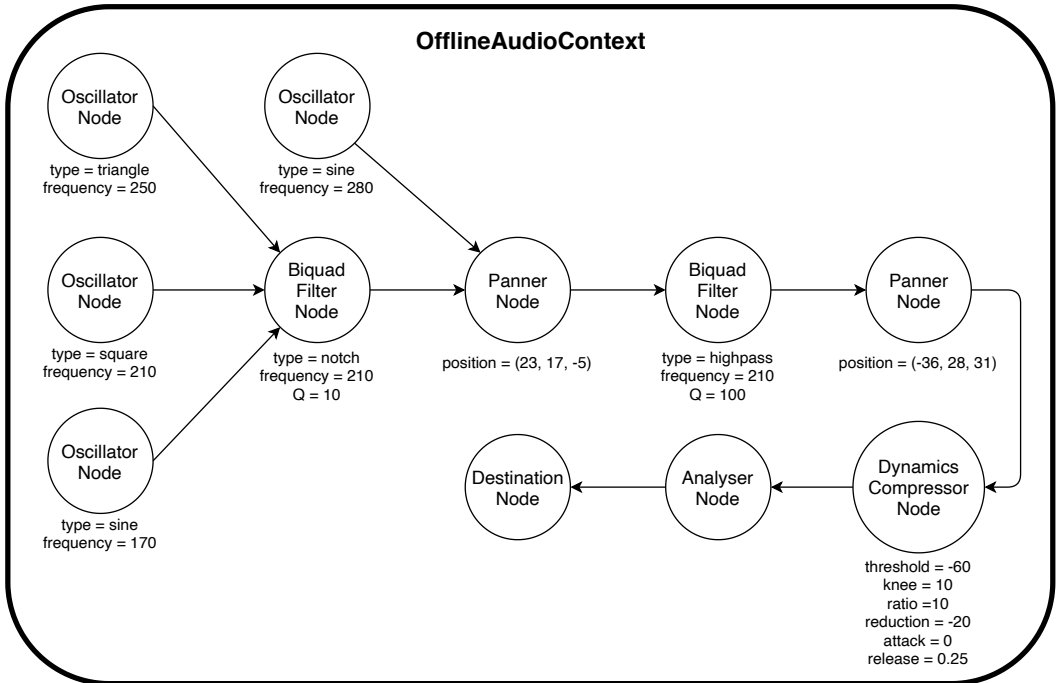 OfflineAudioContext
Oscillator
Node
type = triangle
frequency = 250
Oscillator
Node
type = sine
frequency = 280
Oscillator
Node
type = square
frequency = 210
Biquad
Filter
Node
type = notch
frequency = 210
Q = 10
Panner
Node
position = (23, 17, -5)
Biquad
Filter
Node
type = highpass
frequency = 210
Q = 100
Panner
Node
position = (-36, 28, 31)
Oscillator
Node
type = sine
frequency = 170
Destination
Node
Analyser
Node
Dynamics
Compressor
Node
threshold = -60
knee = 10
ratio =10
reduction = -20
attack = 0
release = 0.25